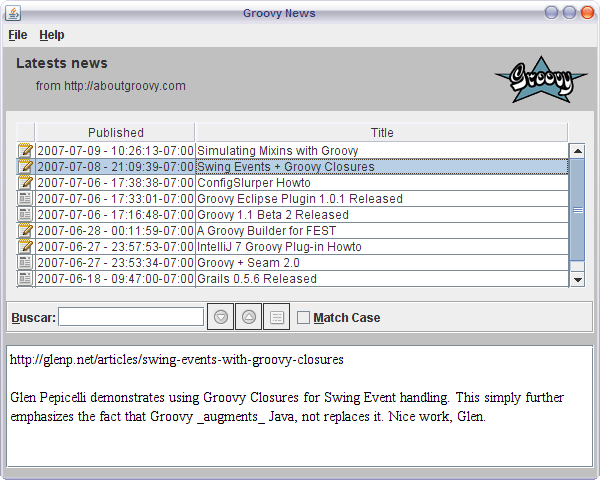 Groovy News
File Help
Latests news
from http://aboutgroovy.com
Groovy
Published Title
2007-07-09 - 10:26:13-07:00 Simulating Mixins with Groovy
2007-07-08 - 21:09:39-07:00 Swing Events + Groovy Closures
2007-07-06 - 17:38:38-07:00 ConfigSlurper Howto
2007-07-06 - 17:33:01-07:00 Groovy Eclipse Plugin 1.0.1 Released
2007-07-06 - 17:16:48-07:00 Groovy 1.1 Beta 2 Released
2007-06-28 - 00:11:59-07:00 A Groovy Builder for FEST
2007-06-27 - 23:57:53-07:00 IntelliJ 7 Groovy Plug-in Howto
2007-06-27 - 23:53:34-07:00 Groovy + Seam 2.0
2007-06-18 - 09:47:00-07:00 Grails 0.5.6 Released
Buscar: Match Case
http://glenp.net/articles/swing-events-with-groovy-closures
Glen Pepicelli demonstrates using Groovy Closures for Swing Event handling. This simply further
emphasizes the fact that Groovy _augments_ Java, not replaces it. Nice work, Glen.